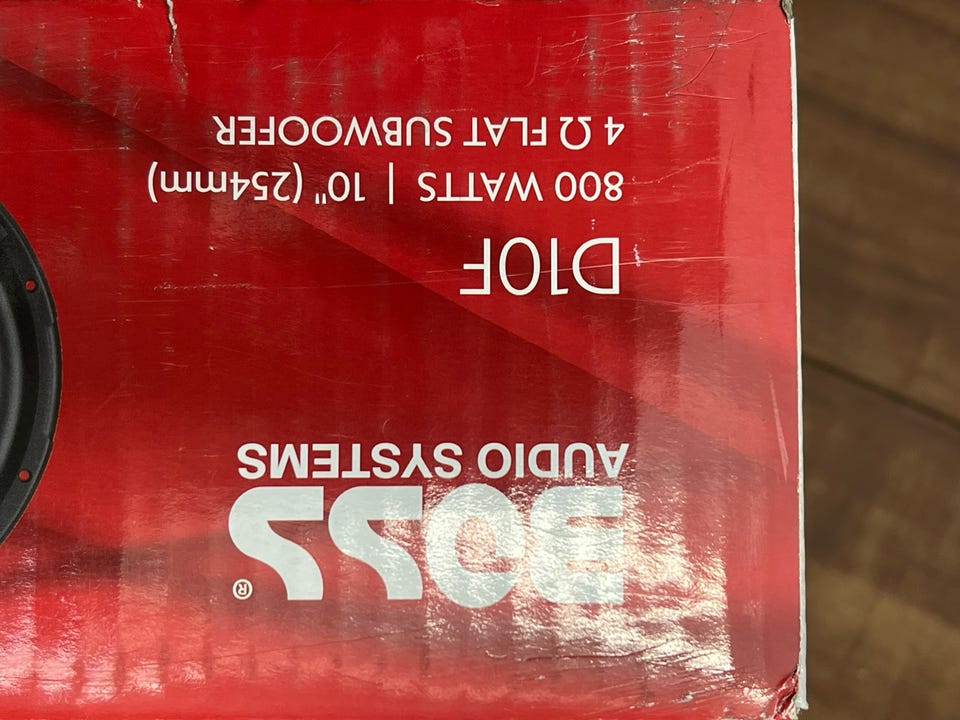 BOSS®
AUDIO SYSTEMS
D10F
800 WATTS | 10" (254mm)
4 Ω FLAT SUBWOOFER